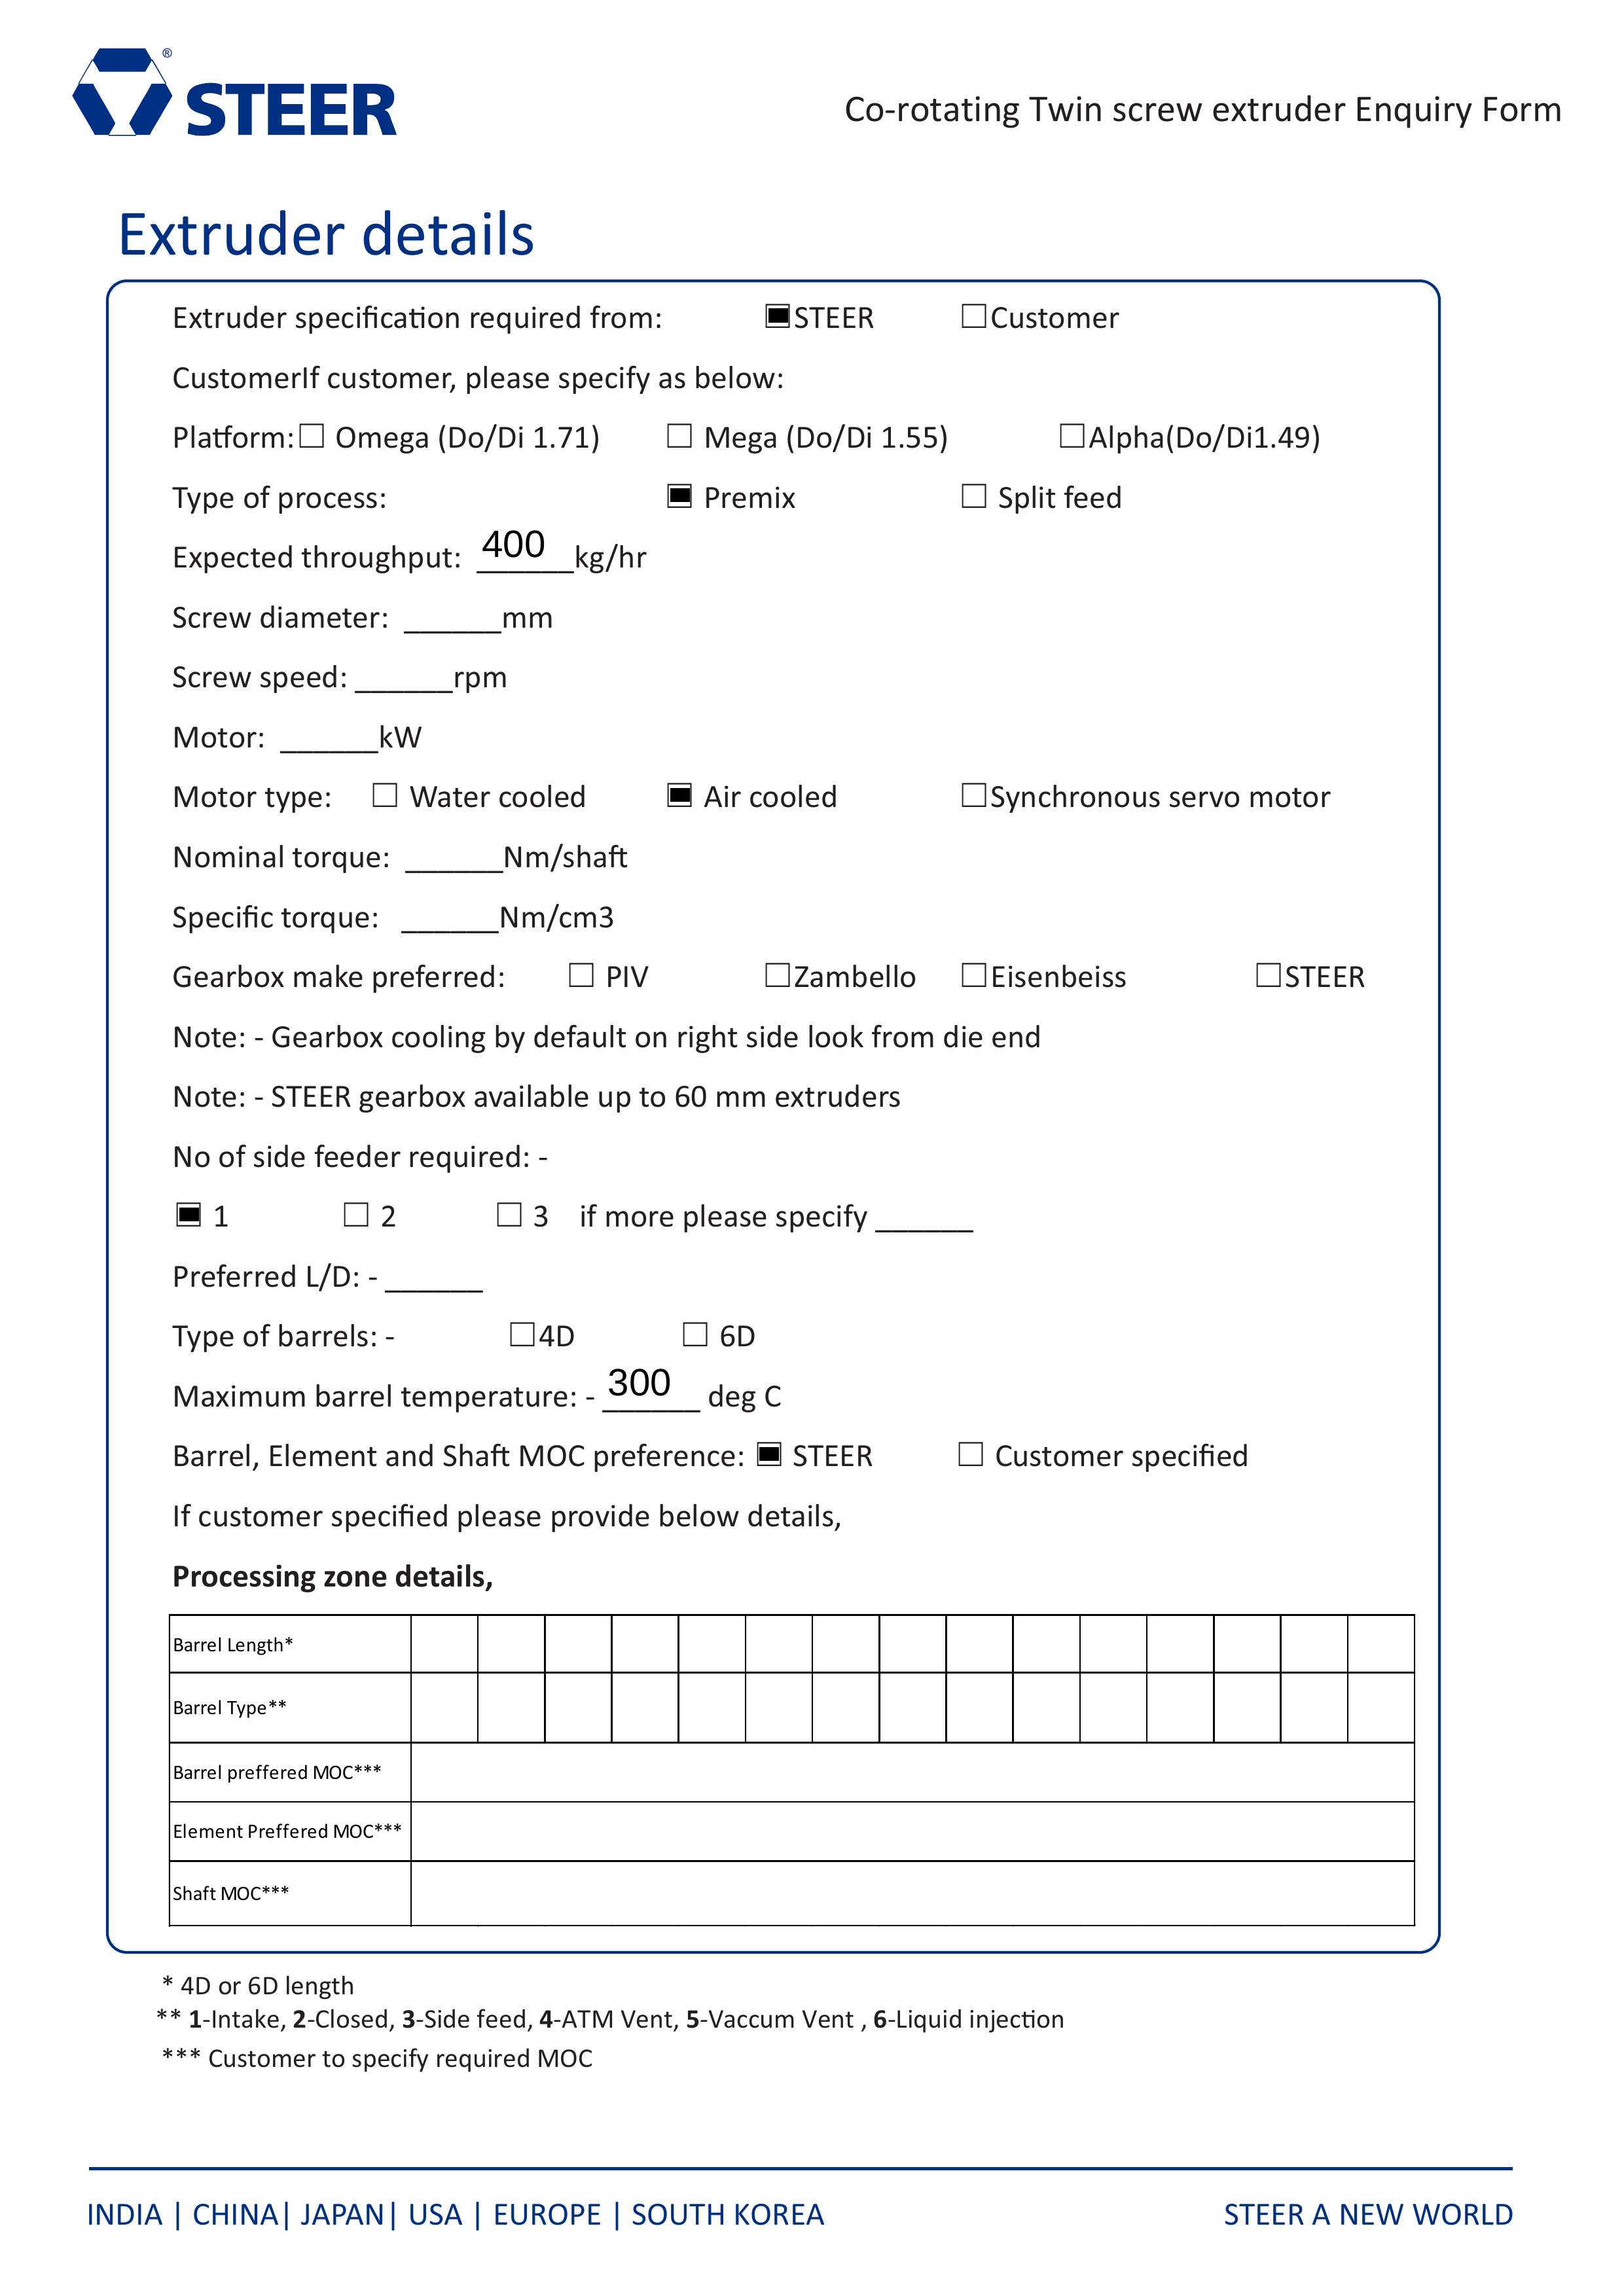 ® STEER
Co-rotating Twin screw extruder Enquiry Form
Extruder details
Extruder specification required from: ▣STEER ☐Customer
CustomerIf customer, please specify as below:
Platform:☐ Omega (Do/Di 1.71) ☐ Mega (Do/Di 1.55) ☐Alpha(Do/Di1.49)
Type of process: ▣ Premix ☐ Split feed
Expected throughput: 400 kg/hr
Screw diameter: ______mm
Screw speed: ______rpm
Motor: ______kW
Motor type: ☐ Water cooled ▣ Air cooled ☐Synchronous servo motor
Nominal torque: ______Nm/shaft
Specific torque: ______Nm/cm3
Gearbox make preferred: ☐ PIV ☐Zambello ☐Eisenbeiss ☐STEER
Note: - Gearbox cooling by default on right side look from die end
Note: - STEER gearbox available up to 60 mm extruders
No of side feeder required: -
▣ 1 ☐ 2 ☐ 3 if more please specify ______
Preferred L/D: - ______
Type of barrels: - ☐4D ☐ 6D
Maximum barrel temperature: - 300 deg C
Barrel, Element and Shaft MOC preference: ▣ STEER ☐ Customer specified
If customer specified please provide below details,
Processing zone details,
Barrel Length*
Barrel Type**
Barrel preffered MOC***
Element Preffered MOC***
Shaft MOC***
* 4D or 6D length
** 1-Intake, 2-Closed, 3-Side feed, 4-ATM Vent, 5-Vaccum Vent , 6-Liquid injection
*** Customer to specify required MOC
INDIA | CHINA| JAPAN| USA | EUROPE | SOUTH KOREA STEER A NEW WORLD